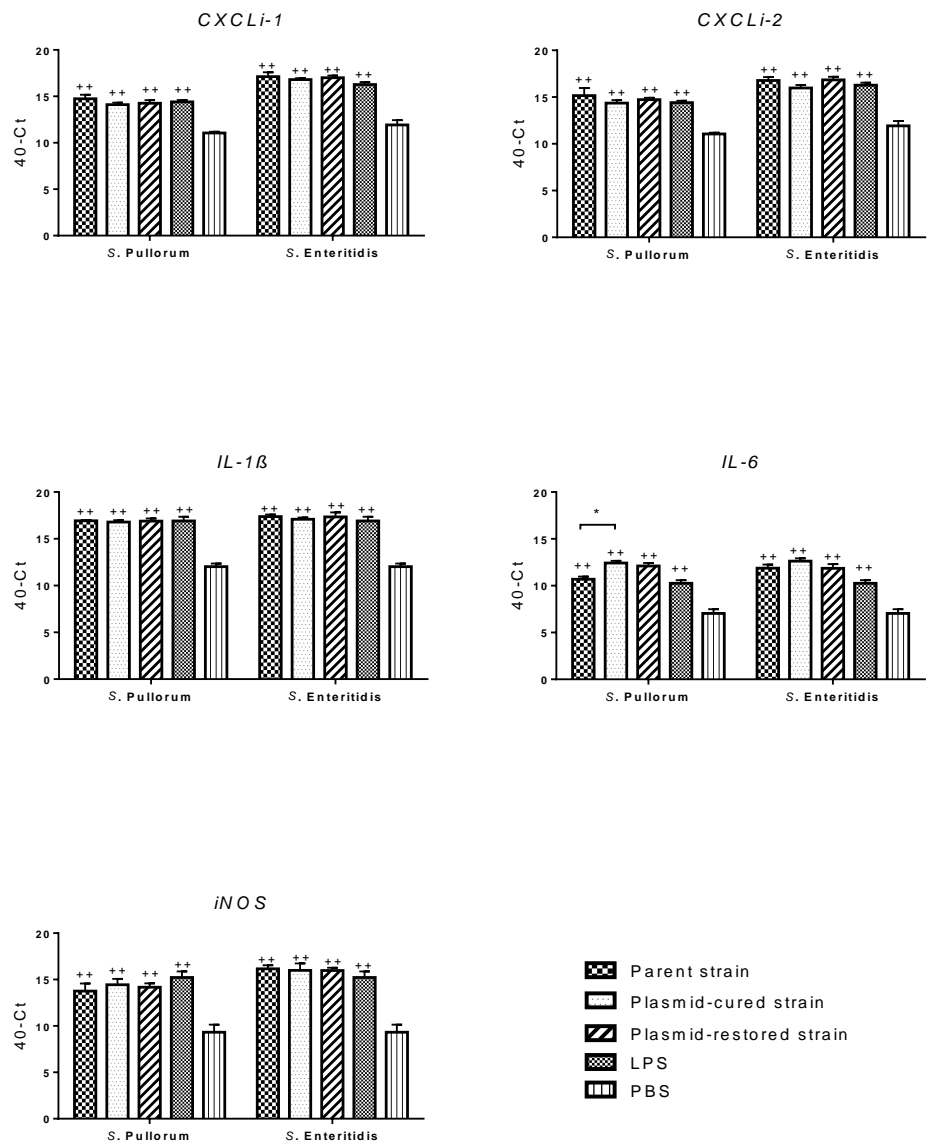 CXCLi-1
20
15
10
5
0
40-Ct
++ ++ ++ ++ ++ ++ ++ ++
S. Pullorum S. Enteritidis
CXCLi-2
20
15
10
5
0
40-Ct
++ ++ ++ ++ ++ ++ ++ ++
S. Pullorum S. Enteritidis
IL-1ß
20
15
10
5
0
40-Ct
++ ++ ++ ++ ++ ++ ++ ++
S. Pullorum S. Enteritidis
IL-6
20
15
10
5
0
40-Ct
*
++ ++ ++ ++ ++ ++ ++ ++
S. Pullorum S. Enteritidis
iNOS
20
15
10
5
0
40-Ct
++ ++ ++ ++ ++ ++ ++ ++
S. Pullorum S. Enteritidis
Parent strain
Plasmid-cured strain
Plasmid-restored strain
LPS
PBS